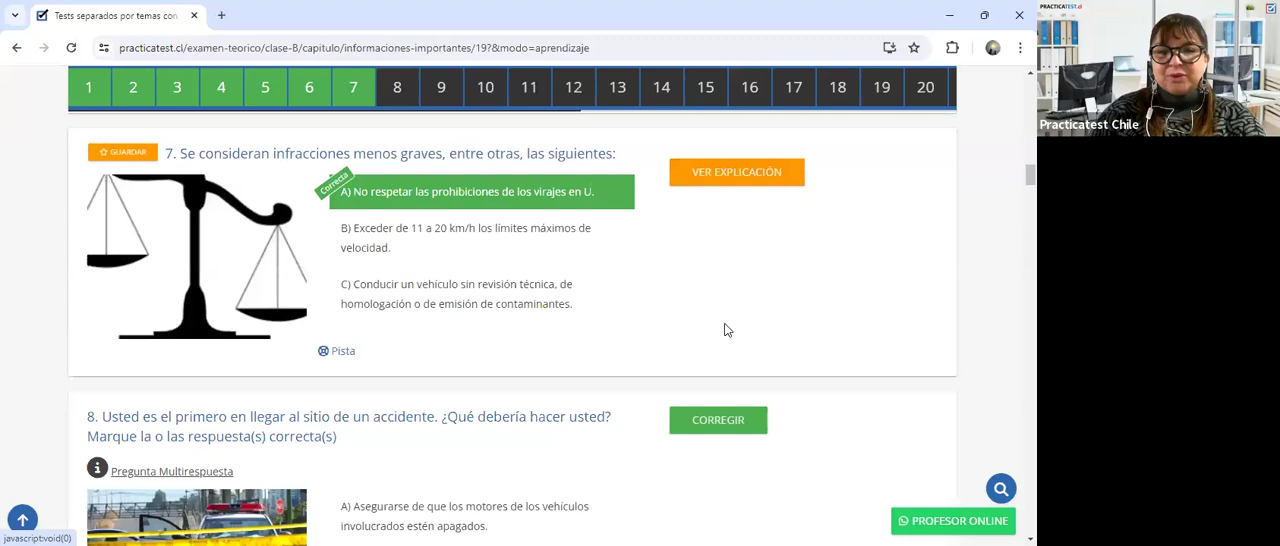 Tests separados por temas con
practicatest.cl/examen-teorico/clase-B/capitulo/informaciones-importantes/19?&modo=aprendizaje
PRACTICATEST.cl
Practicatest Chile
1 2 3 4 5 6 7 8 9 10 11 12 13 14 15 16 17 18 19 20
GUARDAR
7. Se consideran infracciones menos graves, entre otras, las siguientes:
VER EXPLICACIÓN
Correcta
A) No respetar las prohibiciones de los virajes en U.
B) Exceder de 11 a 20 km/h los límites máximos de
velocidad.
C) Conducir un vehículo sin revisión técnica, de
homologación o de emisión de contaminantes.
Pista
8. Usted es el primero en llegar al sitio de un accidente. ¿Qué debería hacer usted?
Marque la o las respuesta(s) correcta(s)
CORREGIR
Pregunta Multirespuesta
A) Asegurarse de que los motores de los vehículos
involucrados estén apagados.
PROFESOR ONLINE
javascript:void(0)